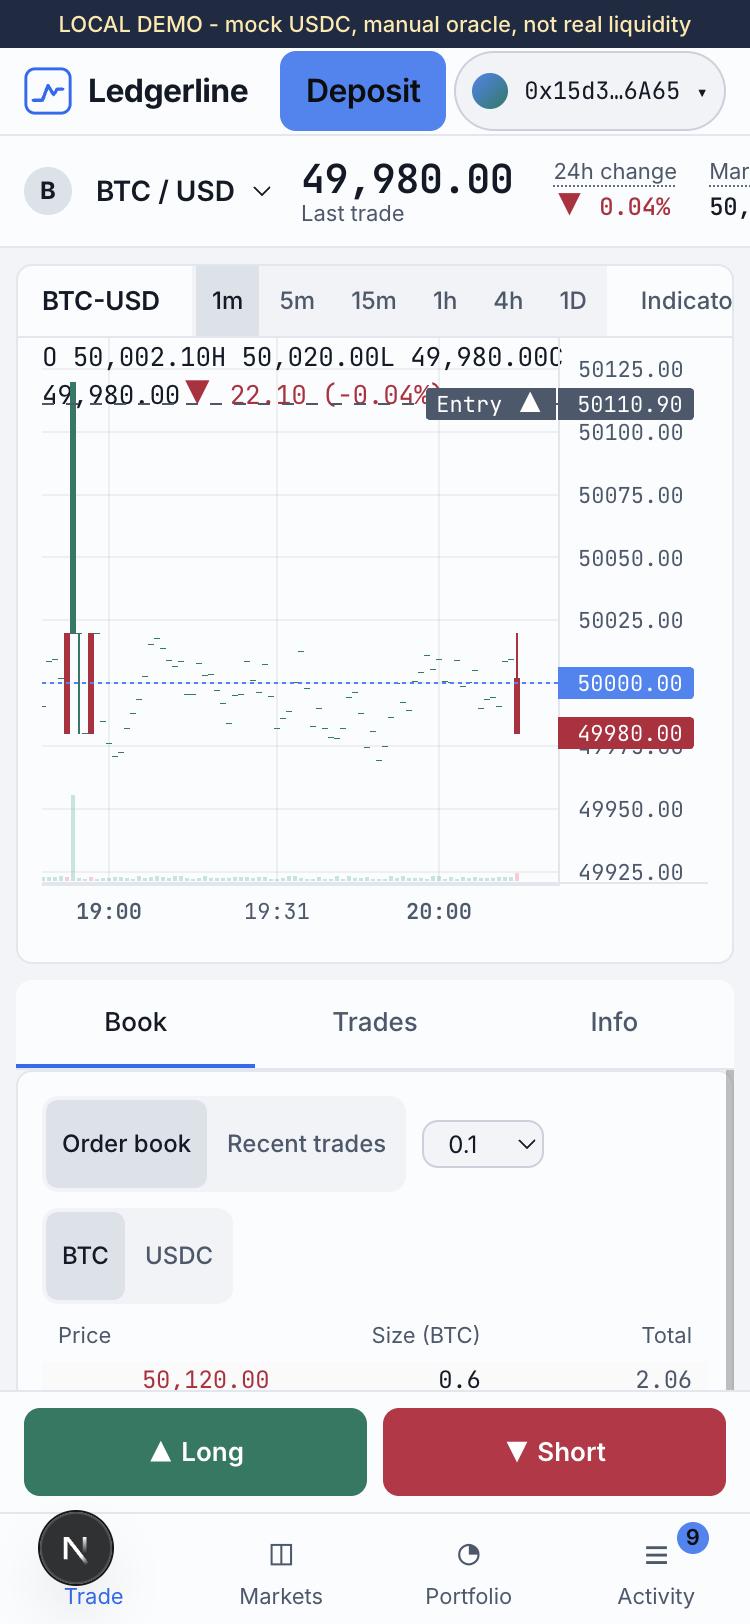 LOCAL DEMO - mock USDC, manual oracle, not real liquidity
Ledgerline
Deposit
0x15d3…6A65 ▾
B
BTC / USD
49,980.00
Last trade
24h change
▼ 0.04%
Mar
50,
BTC-USD
1m 5m 15m 1h 4h 1D
Indicato
O 50,002.10H 50,020.00L 49,980.00C
49,980.00▼ 22.10 (-0.04%)
50125.00
Entry ▲ 50110.90
50100.00
50075.00
50050.00
50025.00
50000.00
49980.00
49975.00
49950.00
49925.00
19:00 19:31 20:00
Book Trades Info
Order book Recent trades 0.1
BTC USDC
Price Size (BTC) Total
50,120.00 0.6 2.06
▲ Long ▼ Short
N
9
Trade Markets Portfolio Activity